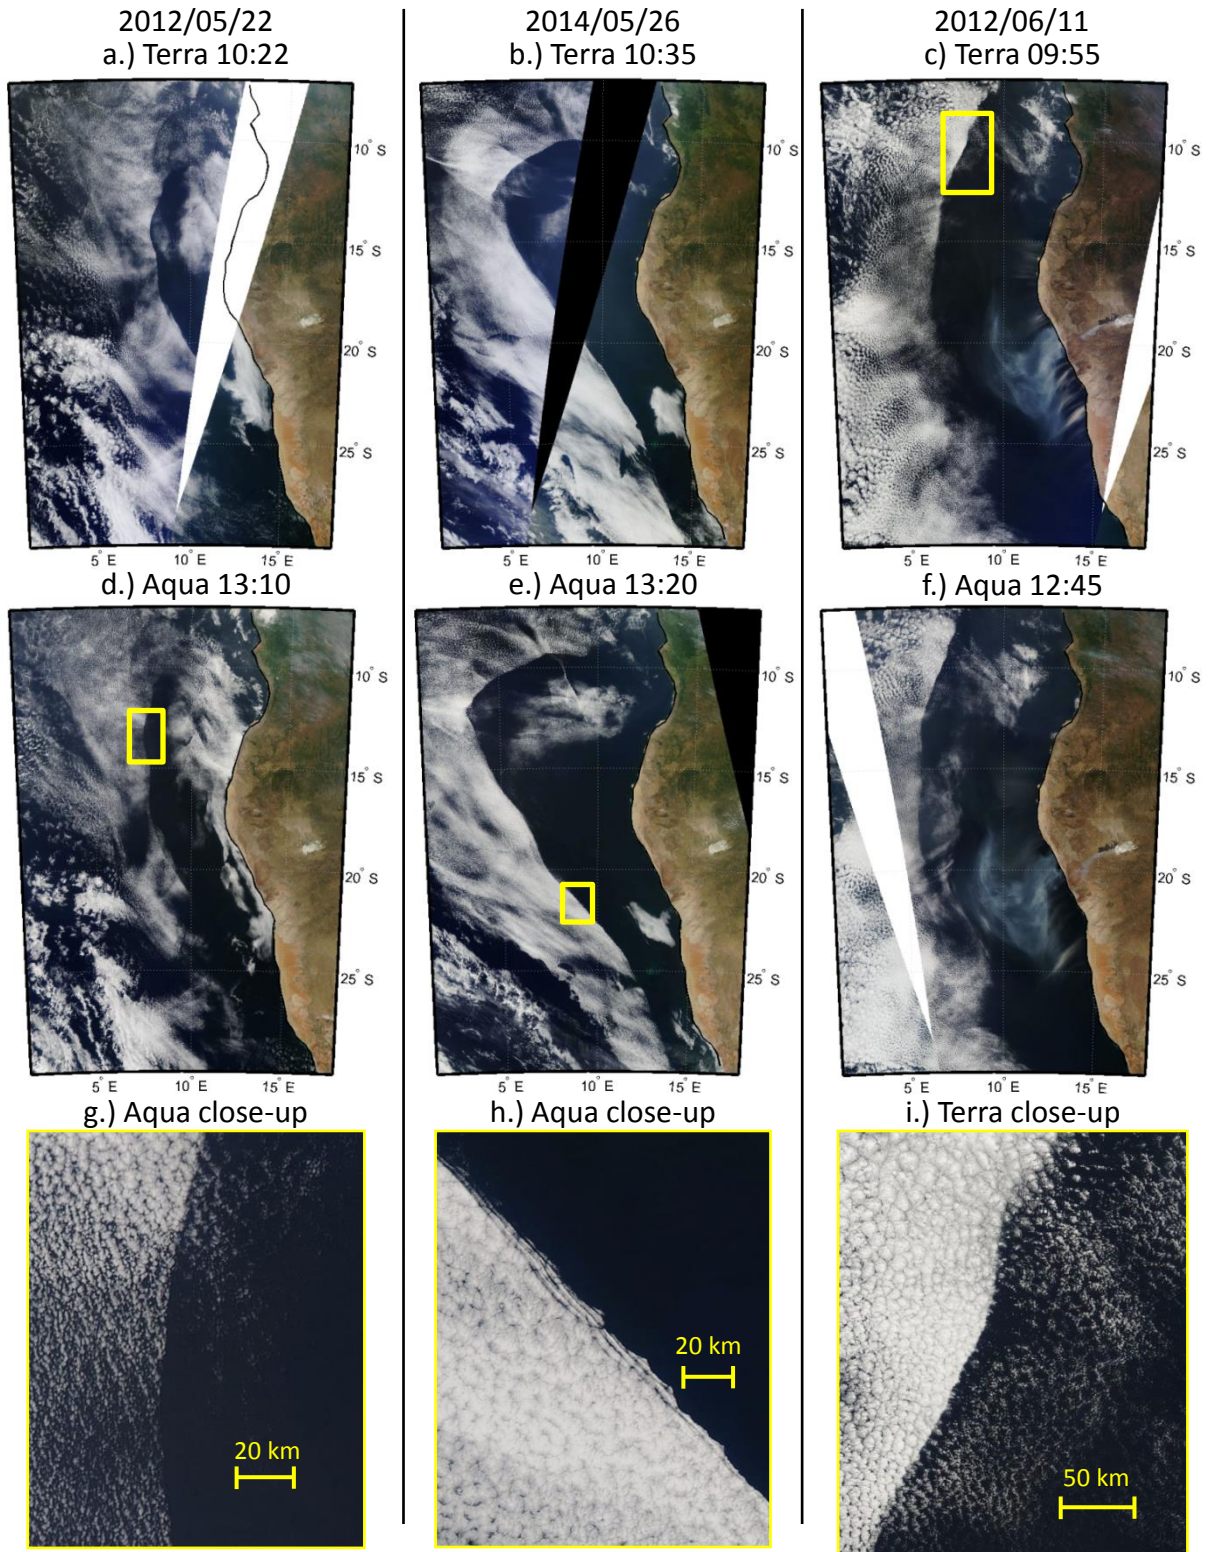 2012/05/22
a.) Terra 10:22
10° S
15° S
20° S
25° S
5° E
10° E
15° E
2014/05/26
b.) Terra 10:35
10° S
15° S
20° S
25° S
5° E
10° E
15° E
2012/06/11
c.) Terra 09:55
10° S
15° S
20° S
25° S
5° E
10° E
15° E
d.) Aqua 13:10
10° S
15° S
20° S
25° S
5° E
10° E
15° E
e.) Aqua 13:20
10° S
15° S
20° S
25° S
5° E
10° E
15° E
f.) Aqua 12:45
10° S
15° S
20° S
25° S
5° E
10° E
15° E
g.) Aqua close-up
20 km
h.) Aqua close-up
20 km
i.) Terra close-up
50 km